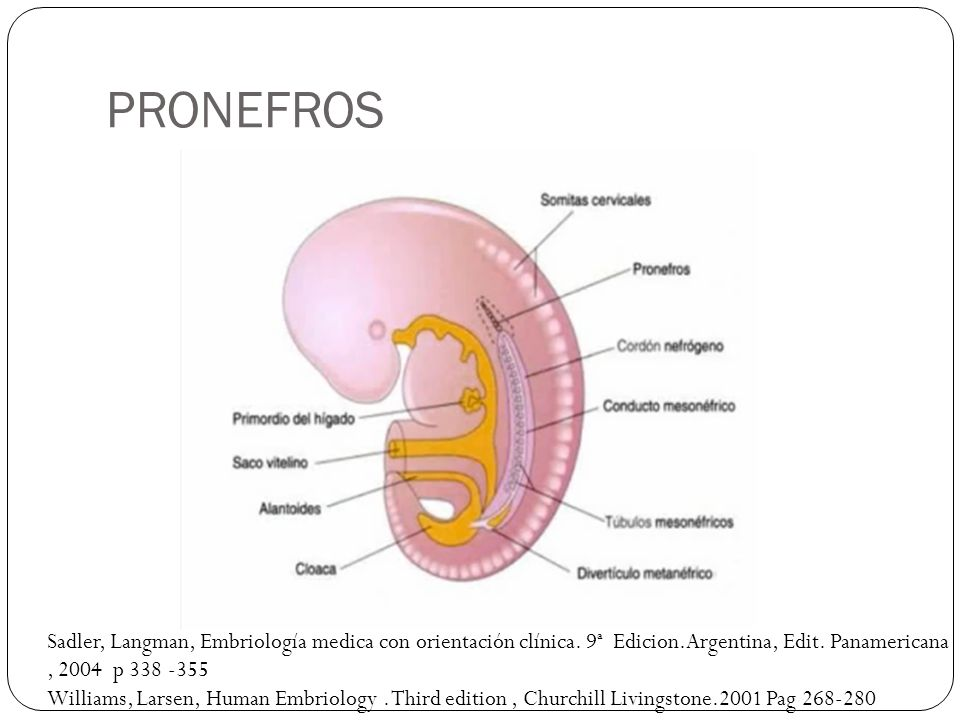 PRONEFROS
Somitas cervicales
Pronefros
Cordón nefrógeno
Conducto mesonéfrico
Primordio del hígado
Saco vitelino
Alantoides
Túbulos mesonéfricos
Cloaca
Divertículo metanéfrico
Sadler, Langman, Embriología medica con orientación clínica. 9ª Edicion. Argentina, Edit. Panamericana
, 2004 p 338 -355
Williams, Larsen, Human Embriology . Third edition , Churchill Livingstone.2001 Pag 268-280